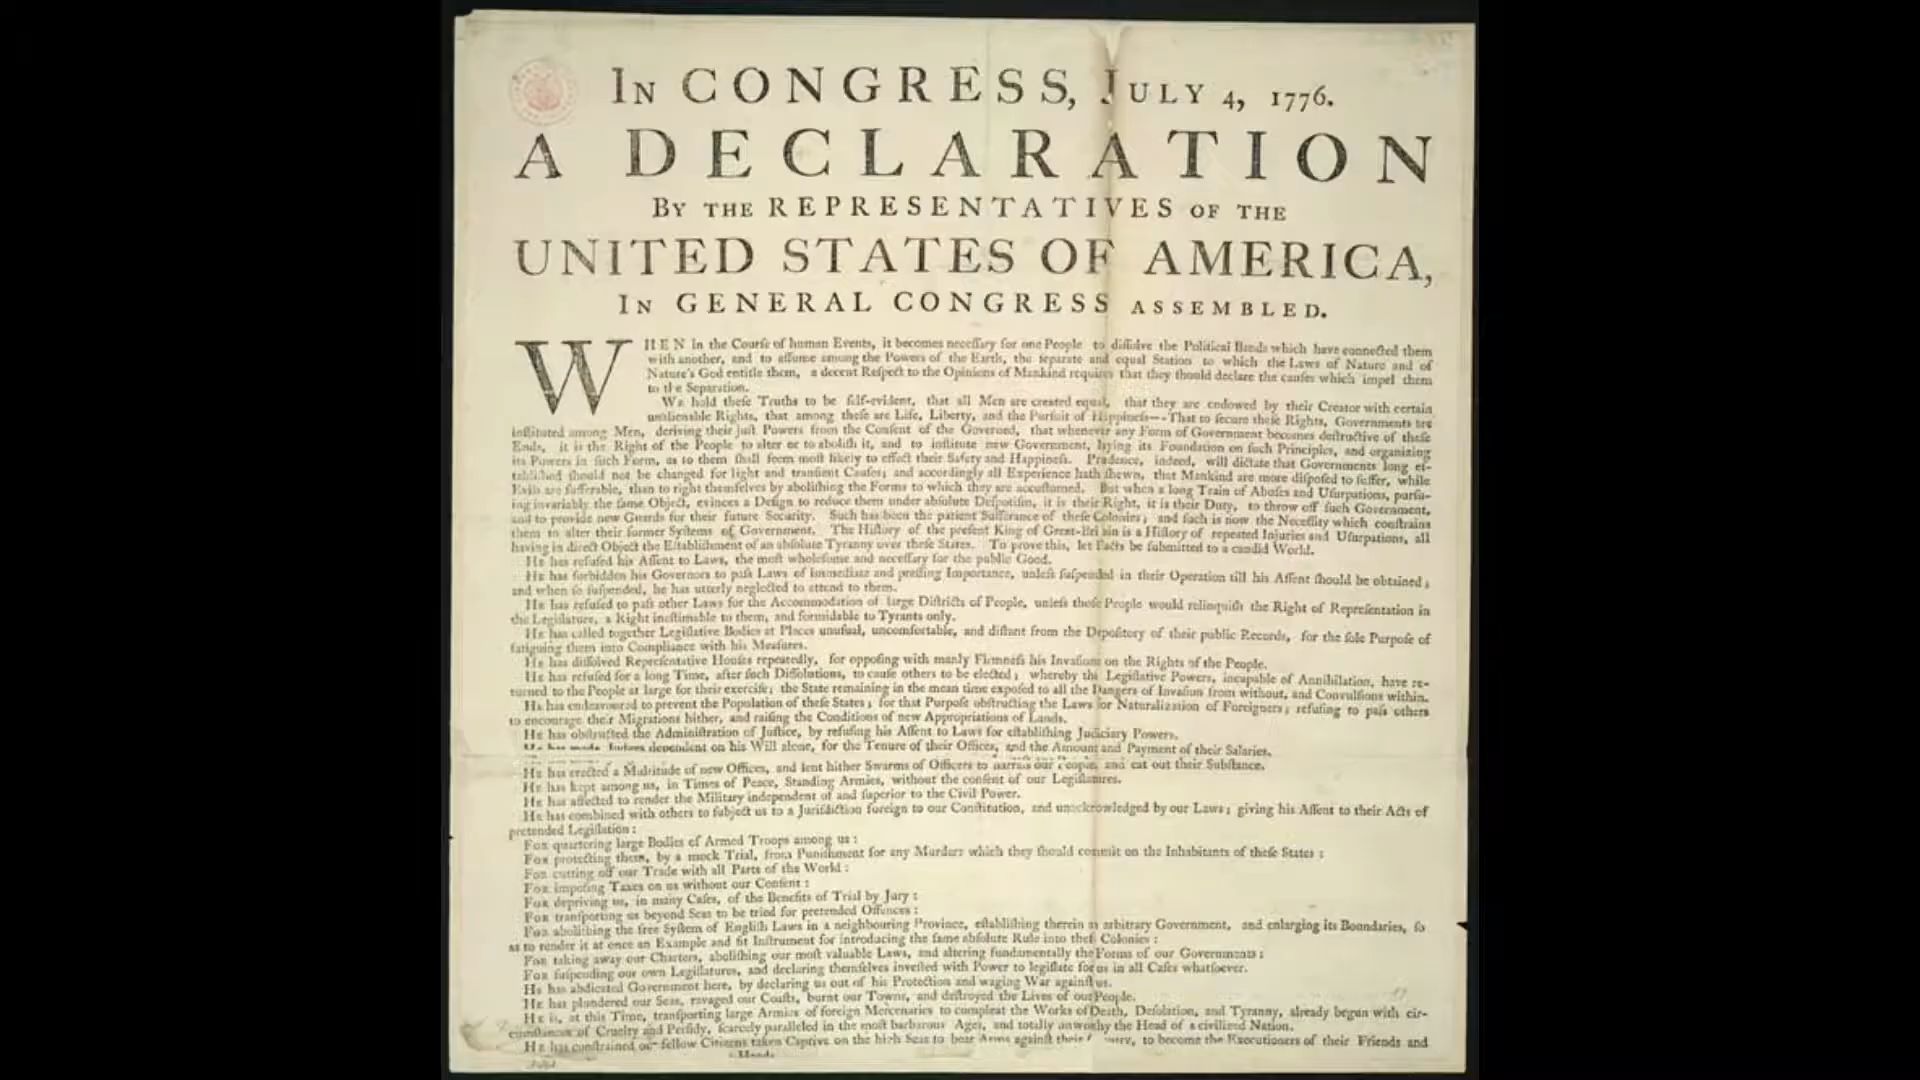 In CONGRESS, July 4, 1776.
A DECLARATION
By the REPRESENTATIVES of the
UNITED STATES OF AMERICA,
In GENERAL CONGRESS assembled.
WHEN in the Courſe of human Events, it becomes neceſſary for one People to diſſolve the Political Bands which have connected them
with another, and to aſſume among the Powers of the Earth, the ſeparate and equal Station to which the Laws of Nature and of
Nature's God entitle them, a decent Reſpect to the Opinions of Mankind requires that they ſhould declare the cauſes which impel them
to the Separation.
We hold theſe Truths to be ſelf-evident, that all Men are created equal, that they are endowed by their Creator with certain
unalienable Rights, that among theſe are Life, Liberty, and the Purſuit of Happineſs—-That to ſecure theſe Rights, Governments are
inſtituted among Men, deriving their juſt Powers from the Conſent of the Governed, that whenever any Form of Government becomes deſtructive of theſe
Ends, it is the Right of the People to alter or to aboliſh it, and to inſtitute new Government, laying its Foundation on ſuch Principles, and organizing
its Powers in ſuch Form, as to them ſhall ſeem moſt likely to effect their Safety and Happineſs. Prudence, indeed, will dictate that Governments long eſ-
tabliſhed ſhould not be changed for light and tranſient Cauſes; and accordingly all Experience hath ſhewn, that Mankind are more diſpoſed to ſuffer, while
Evils are ſufferable, than to right themſelves by aboliſhing the Forms to which they are accuſtomed. But when a long Train of Abuſes and Uſurpations, purſu-
ing invariably the ſame Object, evinces a Deſign to reduce them under abſolute Deſpotiſm, it is their Right, it is their Duty, to throw off ſuch Government,
and to provide new Guards for their future Security. Such has been the patient Sufferance of theſe Colonies; and ſuch is now the Neceſſity which conſtrains
them to alter their former Syſtems of Government. The Hiſtory of the preſent King of Great-Britain is a Hiſtory of repeated Injuries and Uſurpations, all
having in direct Object the Eſtabliſhment of an abſolute Tyranny over theſe States. To prove this, let Facts be ſubmitted to a candid World.
He has refuſed his Aſſent to Laws, the moſt wholeſome and neceſſary for the public Good.
He has forbidden his Governors to paſs Laws of immediate and preſſing Importance, unleſs ſuſpended in their Operation till his Aſſent ſhould be obtained;
and when ſo ſuſpended, he has utterly neglected to attend to them.
He has refuſed to paſs other Laws for the Accommodation of large Diſtricts of People, unleſs thoſe People would relinquiſh the Right of Repreſentation in
the Legiſlature, a Right ineſtimable to them, and formidable to Tyrants only.
He has called together Legiſlative Bodies at Places unuſual, uncomfortable, and diſtant from the Depoſitory of their public Records, for the ſole Purpoſe of
fatiguing them into Compliance with his Meaſures.
He has diſſolved Repreſentative Houſes repeatedly, for oppoſing with manly Firmneſs his Invaſions on the Rights of the People.
He has refuſed for a long Time, after ſuch Diſſolutions, to cauſe others to be elected; whereby the Legiſlative Powers, incapable of Annihilation, have re-
turned to the People at large for their exerciſe; the State remaining in the mean time expoſed to all the Dangers of Invaſion from without, and Convulſions within.
He has endeavoured to prevent the Population of theſe States; for that Purpoſe obſtructing the Laws for Naturalization of Foreigners; refuſing to paſs others
to encourage their Migrations hither, and raiſing the Conditions of new Appropriations of Lands.
He has obſtructed the Adminiſtration of Juſtice, by refuſing his Aſſent to Laws for eſtabliſhing Judiciary Powers.
He has made Judges dependent on his Will alone, for the Tenure of their Offices, and the Amount and Payment of their Salaries.
He has erected a Multitude of new Offices, and ſent hither Swarms of Officers to harraſs our People, and eat out their Subſtance.
He has kept among us, in Times of Peace, Standing Armies, without the conſent of our Legiſlatures.
He has affected to render the Military independent of and ſuperior to the Civil Power.
He has combined with others to ſubject us to a Juriſdiction foreign to our Conſtitution, and unacknowledged by our Laws; giving his Aſſent to their Acts of
pretended Legiſlation:
For quartering large Bodies of Armed Troops among us:
For protecting them, by a mock Trial, from Puniſhment for any Murders which they ſhould commit on the Inhabitants of theſe States:
For cutting off our Trade with all Parts of the World:
For impoſing Taxes on us without our Conſent:
For depriving us, in many Caſes, of the Benefits of Trial by Jury:
For tranſporting us beyond Seas to be tried for pretended Offences:
For aboliſhing the free Syſtem of Engliſh Laws in a neighbouring Province, eſtabliſhing therein an arbitrary Government, and enlarging its Boundaries, ſo
as to render it at once an Example and fit Inſtrument for introducing the ſame abſolute Rule into theſe Colonies:
For taking away our Charters, aboliſhing our moſt valuable Laws, and altering fundamentally the Forms of our Governments:
For ſuſpending our own Legiſlatures, and declaring themſelves inveſted with Power to legiſlate for us in all Caſes whatſoever.
He has abdicated Government here, by declaring us out of his Protection and waging War againſt us.
He has plundered our Seas, ravaged our Coaſts, burnt our Towns, and deſtroyed the Lives of our People.
He is, at this Time, tranſporting large Armies of foreign Mercenaries to compleat the Works of Death, Deſolation, and Tyranny, already begun with cir-
cumſtances of Cruelty and Perfidy, ſcarcely paralleled in the moſt barbarous Ages, and totally unworthy the Head of a civilized Nation.
He has conſtrained our fellow Citizens taken Captive on the high Seas to bear Arms againſt their to become the Executioners of their Friends and
Hands